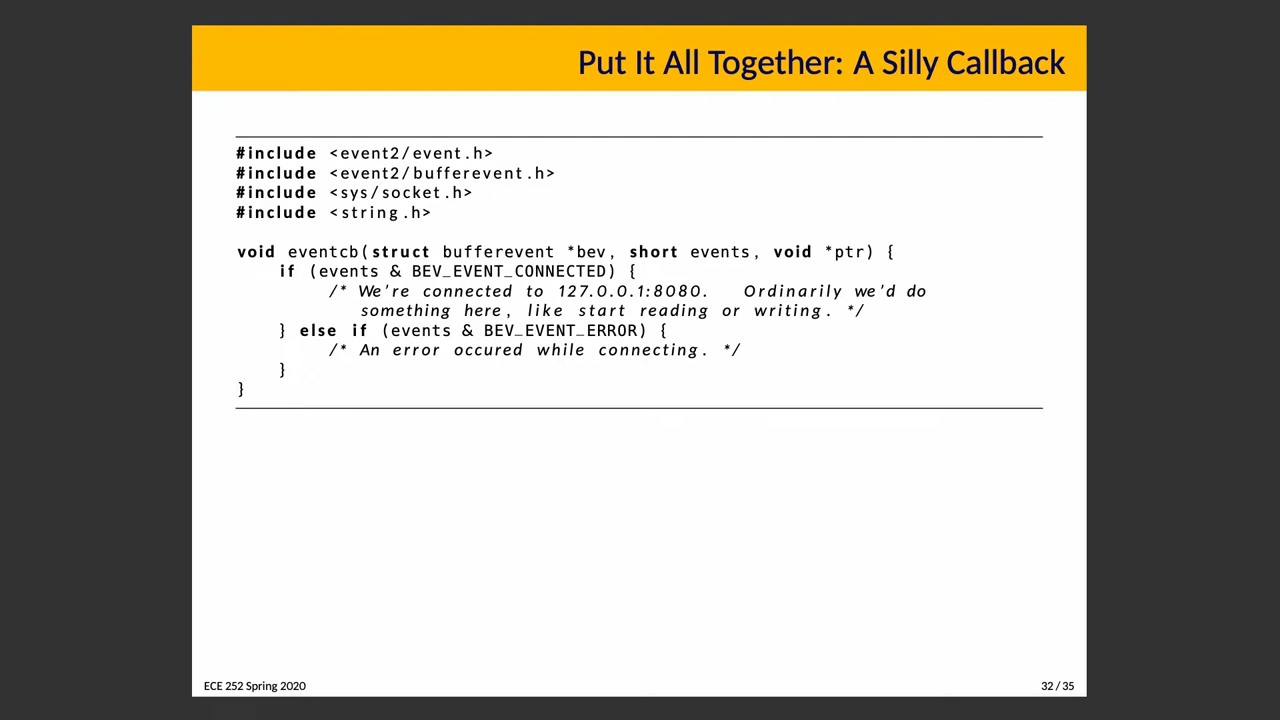 Put It All Together: A Silly Callback
#include <event2/event.h>
#include <event2/bufferevent.h>
#include <sys/socket.h>
#include <string.h>
void eventcb(struct bufferevent *bev, short events, void *ptr) {
if (events & BEV_EVENT_CONNECTED) {
/* We're connected to 127.0.0.1:8080. Ordinarily we'd do
something here, like start reading or writing. */
} else if (events & BEV_EVENT_ERROR) {
/* An error occured while connecting. */
}
}
ECE 252 Spring 2020
32 / 35